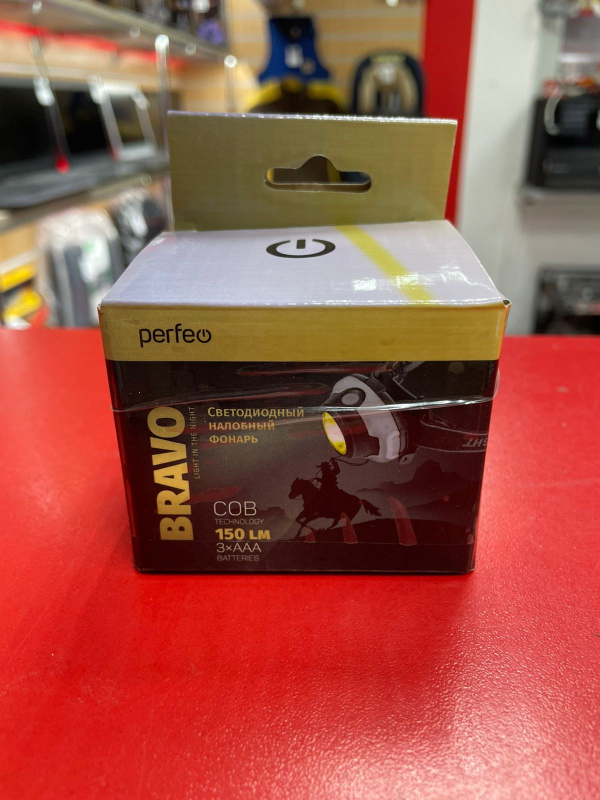 perfeo
BRAVO
LIGHT IN THE NIGHT
Светодиодный
налобный
фонарь
COB
TECHNOLOGY
150 LM
3×AAA
BATTERIES